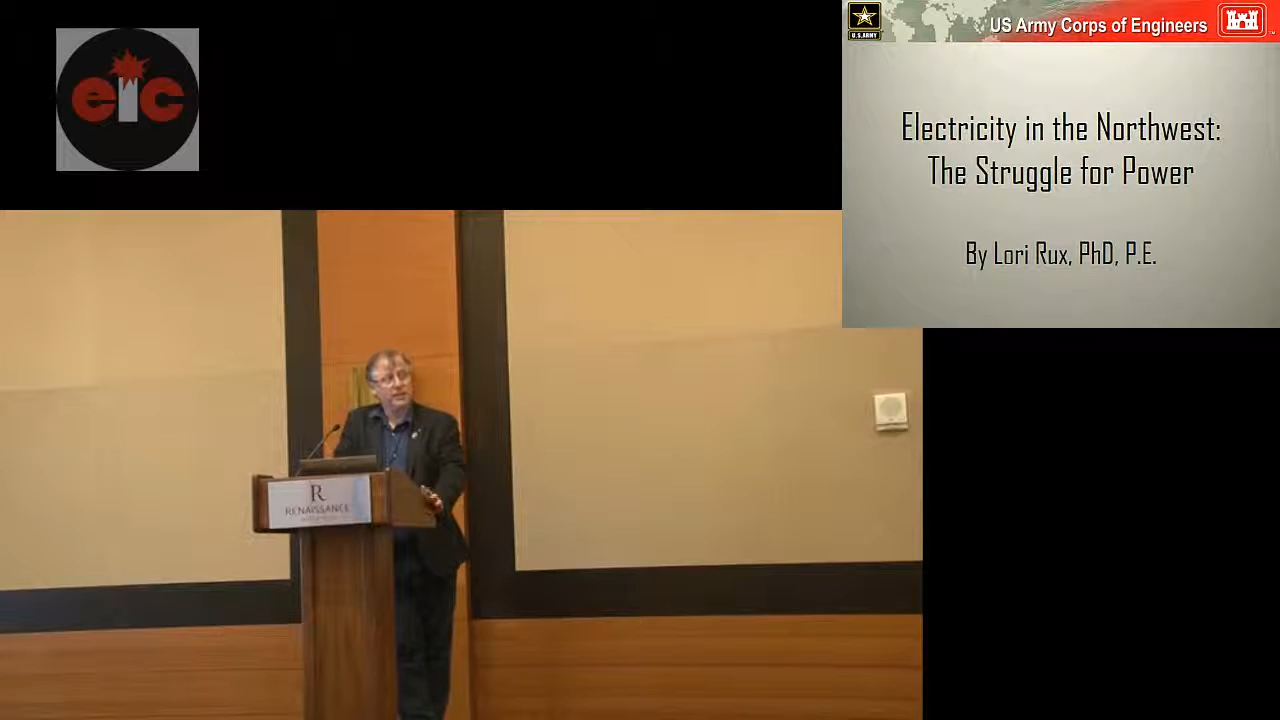 eic
US Army Corps of Engineers
U.S.ARMY
Electricity in the Northwest:
The Struggle for Power
By Lori Rux, PhD, P.E.
R
RENAISSANCE